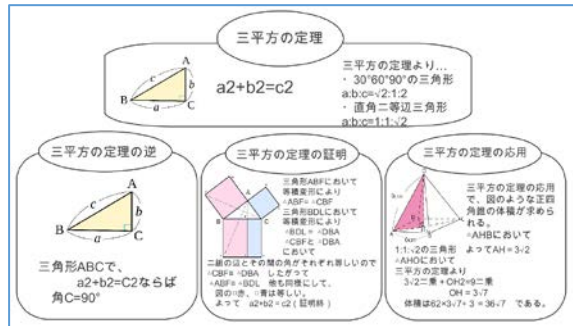 三平方の定理
A
c
b
B
a
C
a2+b2=c2
三平方の定理より…
・ 30°60°90°の三角形
a:b:c=√2:1:2
・ 直角二等辺三角形
a:b:c=1:1:√2
三平方の定理の逆
A
c
b
B
a
C
三角形ABCで、
a2+b2=C2ならば
角C=90°
三平方の定理の証明
三角形ABFにおいて
等積変形により
△ABF=△CBF
三角形BDLにおいて
等積変形により
△BDL = △DBA
△CBFと △DBA
において
二組の辺とその間の角がそれぞれ等しいので
△CBF≡ △DBA したがって
△ABF= △BDL 他も同様にして、
図の□赤、□青は等しい。
よって a2+b2 = c2 ( 証明終 )
三平方の定理の応用
三平方の定理の応用
で、図のような正四
角錐の体積が求めら
れる。
△AHBにおいて
1:1:√2の三角形 よってAH = 3√2
△AHOにおいて
三平方の定理より
3√2二乗 + OH2=9二乗
OH = 3√7
体積は62×3√7÷ 3 = 36√7 である。